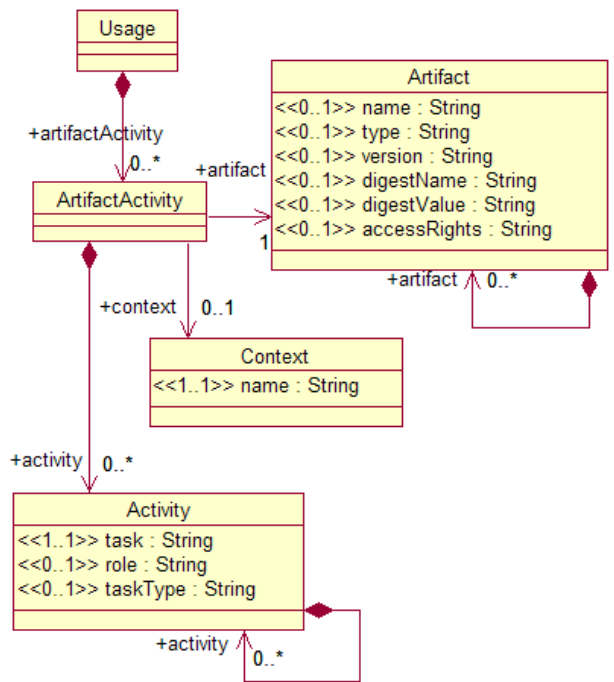 Usage
+artifactActivity
0..*
ArtifactActivity
+artifact
1
Artifact
<<0..1>> name : String
<<0..1>> type : String
<<0..1>> version : String
<<0..1>> digestName : String
<<0..1>> digestValue : String
<<0..1>> accessRights : String
+artifact
0..*
+context
0..1
Context
<<1..1>> name : String
+activity
0..*
Activity
<<1..1>> task : String
<<0..1>> role : String
<<0..1>> taskType : String
+activity
0..*